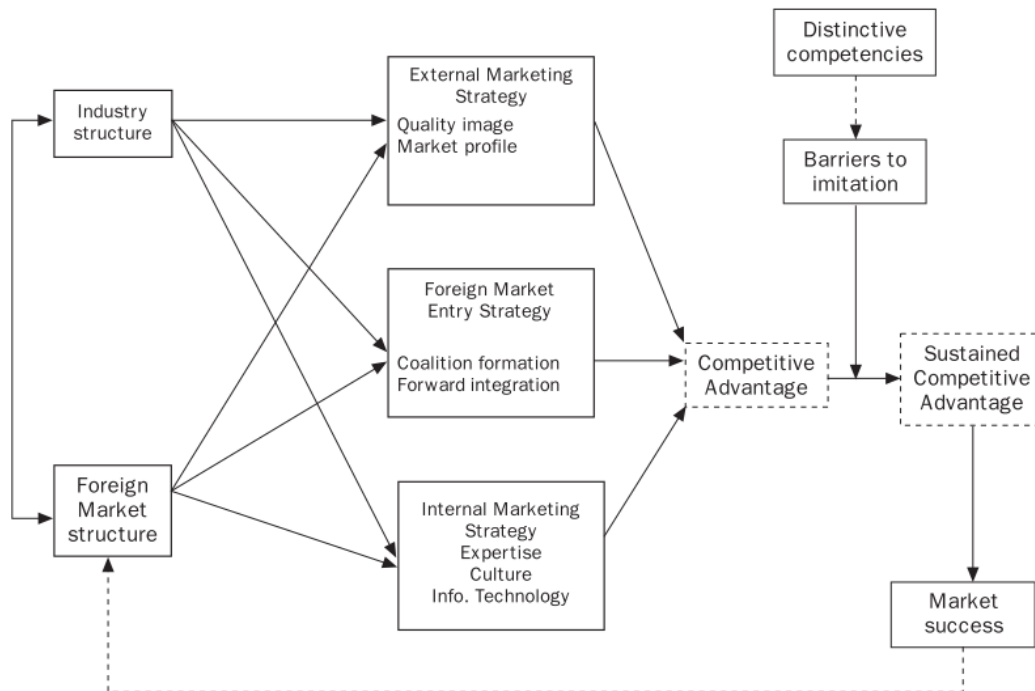 Distinctive
competencies
External Marketing
Strategy
Quality image
Market profile
Industry
structure
Barriers to
imitation
Foreign Market
Entry Strategy
Coalition formation
Forward integration
Competitive
Advantage
Sustained
Competitive
Advantage
Foreign
Market
structure
Internal Marketing
Strategy
Expertise
Culture
Info. Technology
Market
success